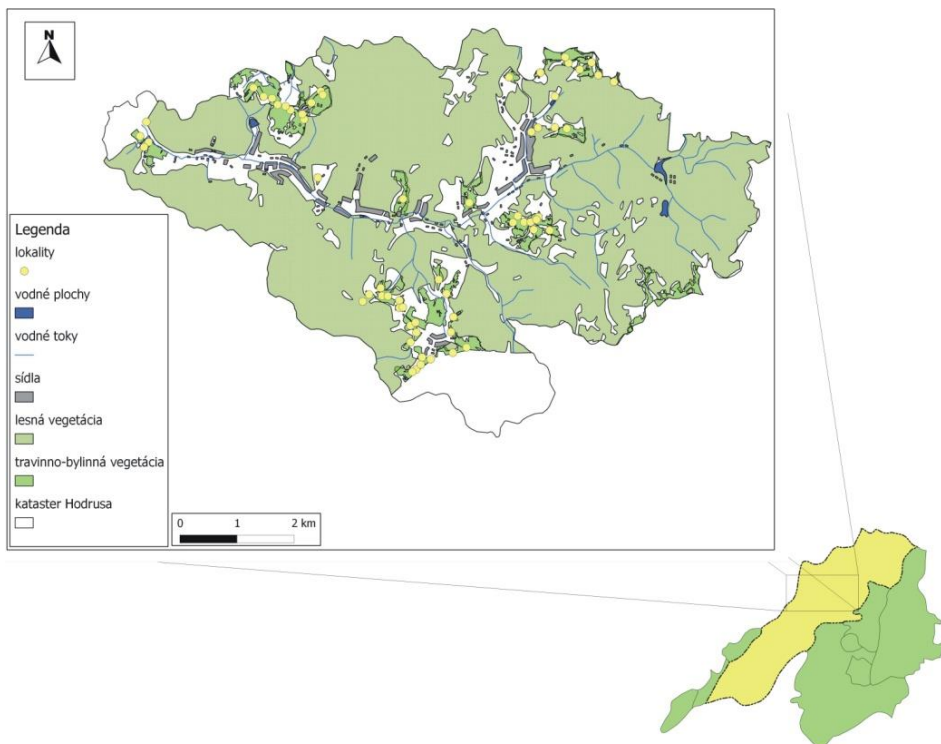 N
Legenda
lokality
vodné plochy
vodné toky
sídla
lesná vegetácia
travinno-bylinná vegetácia
kataster Hodrusa
0 1 2 km